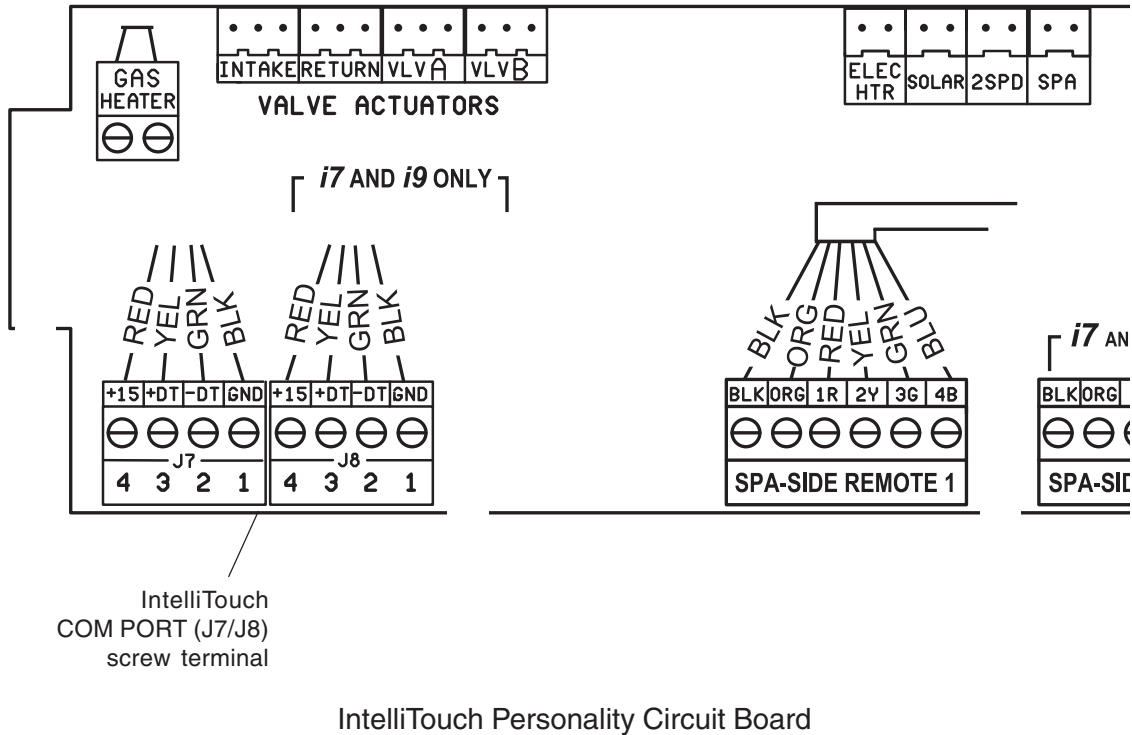 GAS
HEATER
INTAKE RETURN VLV A VLV B
VALVE ACTUATORS
ELEC
HTR
SOLAR 2SPD SPA
i7 AND i9 ONLY
RED YEL GRN BLK
RED YEL GRN BLK
BLK ORG RED YEL GRN BLU
i7 AN
+15 +DT -DT GND
+15 +DT -DT GND
BLK ORG 1R 2Y 3G 4B
BLK ORG
J7
J8
4 3 2 1
4 3 2 1
SPA-SIDE REMOTE 1
SPA-SID
IntelliTouch
COM PORT (J7/J8)
screw terminal
IntelliTouch Personality Circuit Board